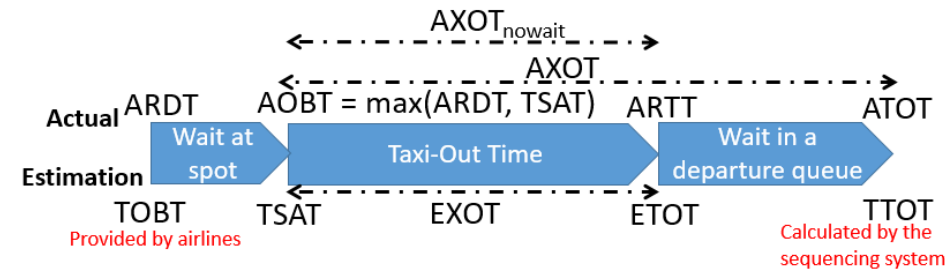 AXOTnowait
AXOT
ARDT AOBT = max(ARDT, TSAT) ARTT ATOT
Actual
Wait at
spot
Taxi-Out Time
Wait in a
departure queue
Estimation
TOBT TSAT EXOT ETOT TTOT
Provided by airlines
Calculated by the
sequencing system